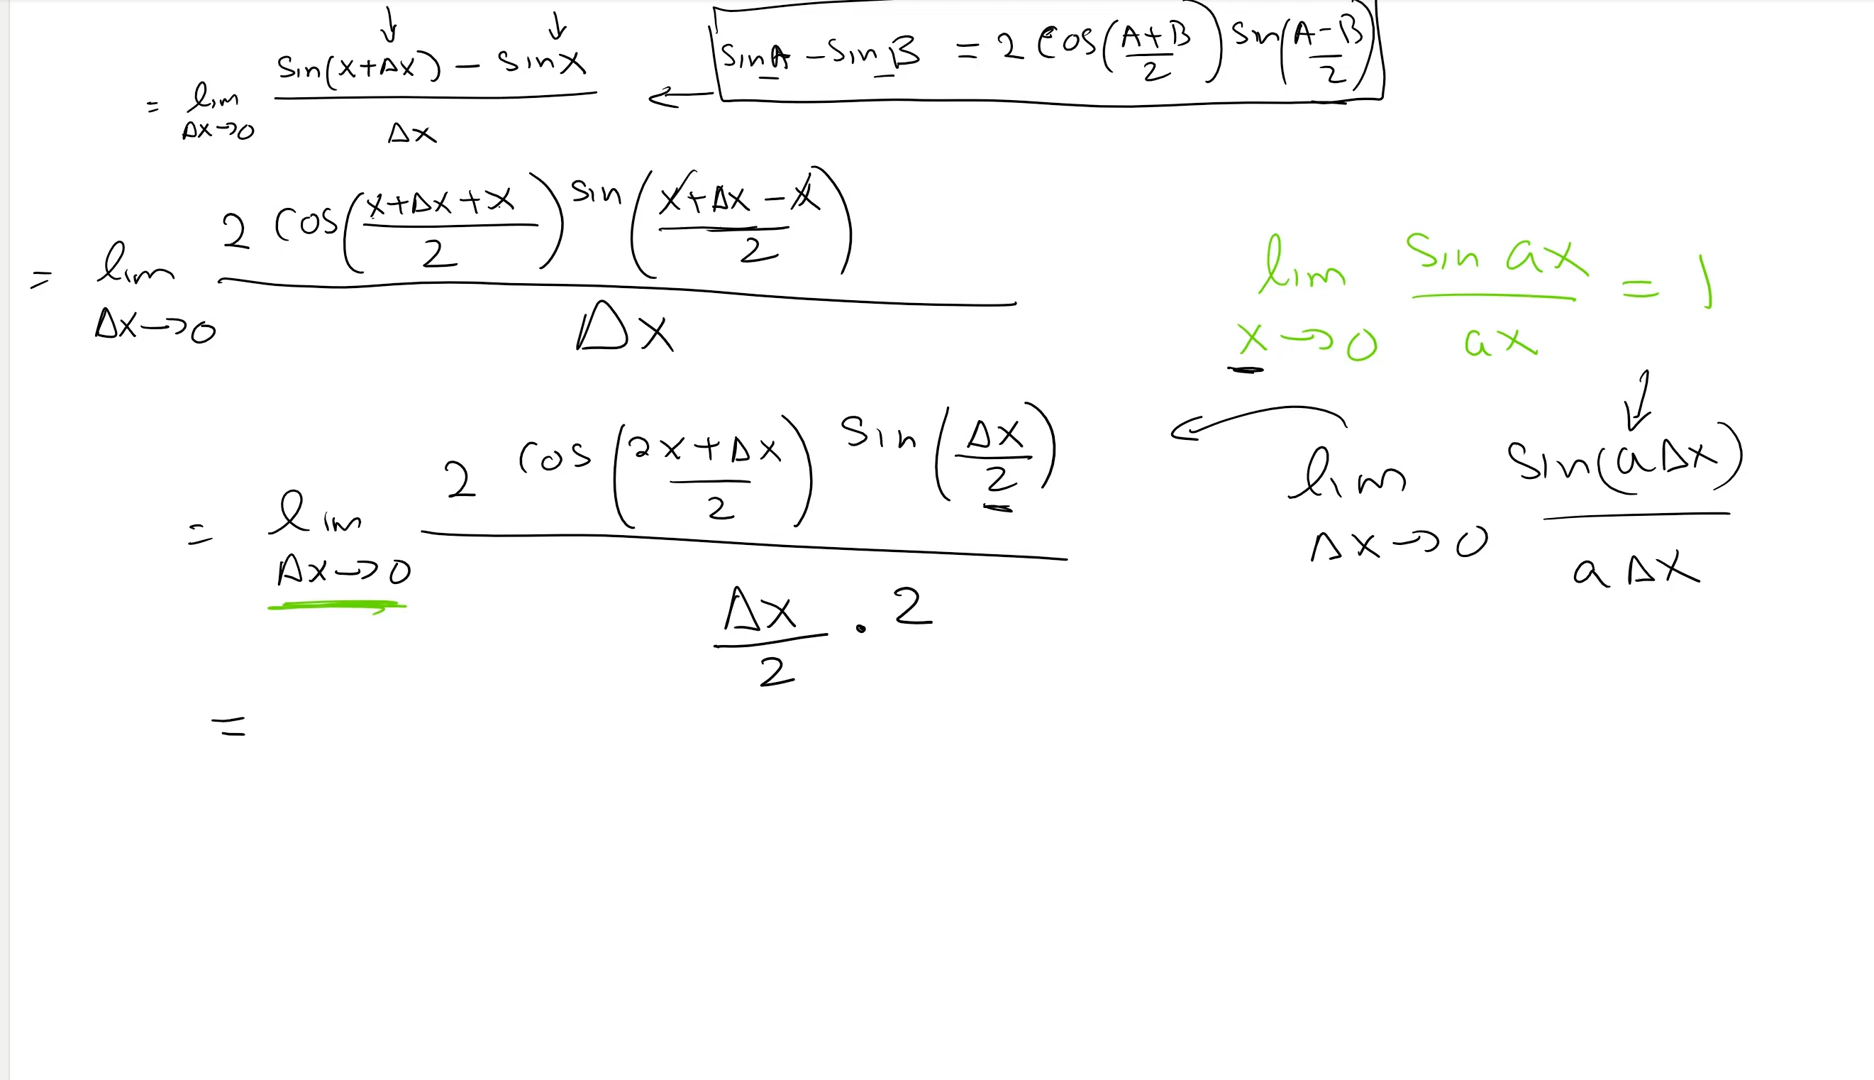 = lim Δx→0 (sin(x+Δx) − sinx) / Δx ← sinA − sinB = 2 cos((A+B)/2) sin((A−B)/2)
= lim Δx→0 (2 cos((x+Δx+x)/2) sin((x+Δx−x)/2)) / Δx
lim x→0 (sin ax) / (ax) = 1
= lim Δx→0 (2 cos((2x+Δx)/2) sin(Δx/2)) / (Δx/2 · 2)
lim Δx→0 (sin(aΔx)) / (aΔx)
=